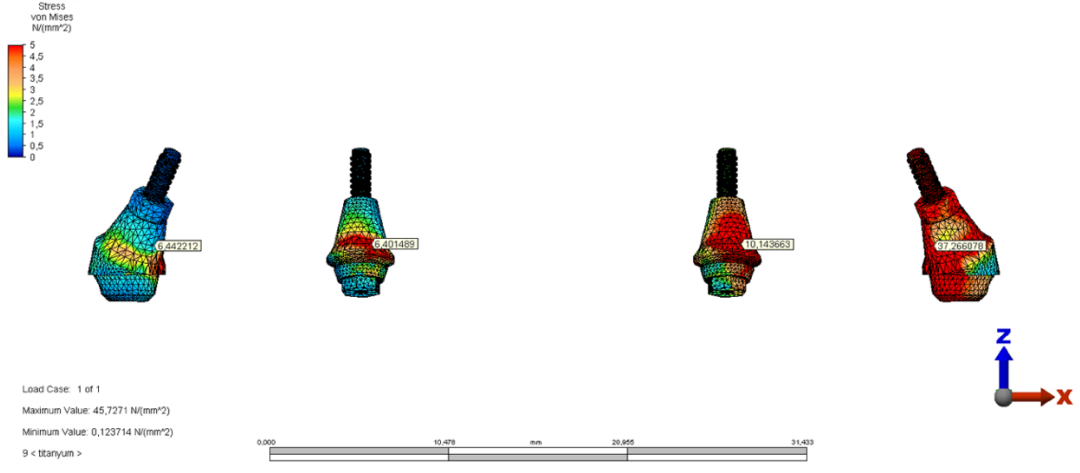 Stress
von Mises
N/(mm^2)
5
4,5
4
3,5
3
2,5
2
1,5
1
0,5
0
6,442212
6,401489
10,143663
37,266078
Z
X
Load Case: 1 of 1
Maximum Value: 45,7271 N/(mm^2)
Minimum Value: 0,123714 N/(mm^2)
9 < titanyum >
0,000 10,478 mm 20,955 31,433